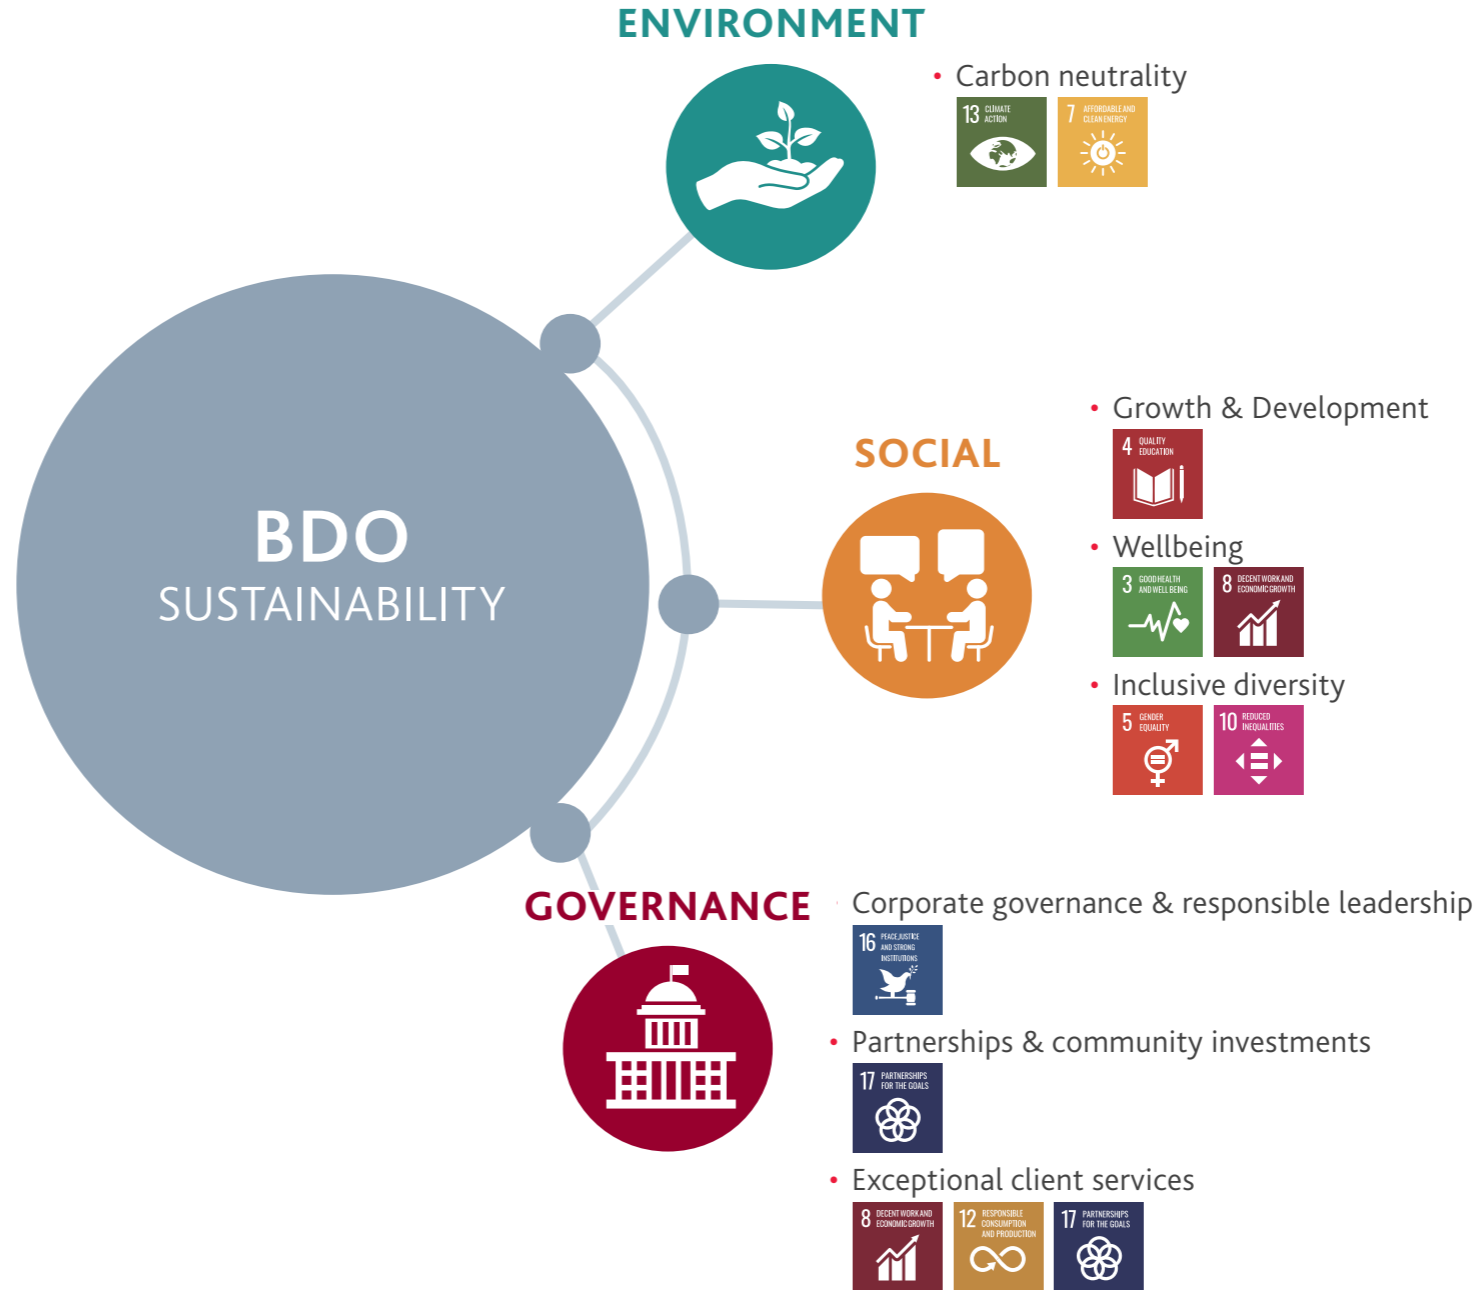 ENVIRONMENT
• Carbon neutrality
13 CLIMATE
ACTION
7 AFFORDABLE AND
CLEAN ENERGY
BDO
SUSTAINABILITY
SOCIAL
• Growth & Development
4 QUALITY
EDUCATION
• Wellbeing
3 GOOD HEALTH
AND WELL BEING
8 DECENT WORK AND
ECONOMIC GROWTH
• Inclusive diversity
5 GENDER
EQUALITY
10 REDUCED
INEQUALITIES
GOVERNANCE
Corporate governance & responsible leadership
16 PEACE, JUSTICE
AND STRONG
INSTITUTIONS
• Partnerships & community investments
17 PARTNERSHIPS
FOR THE GOALS
• Exceptional client services
8 DECENT WORK AND
ECONOMIC GROWTH
12 RESPONSIBLE
CONSUMPTION
AND PRODUCTION
17 PARTNERSHIPS
FOR THE GOALS